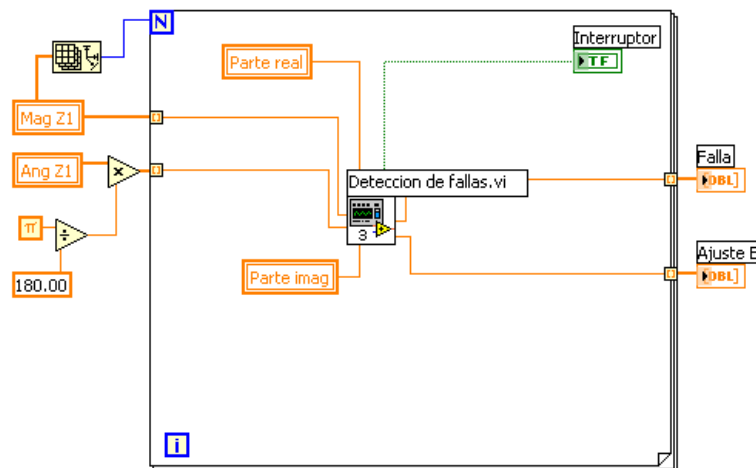 N
Interruptor
TF
Parte real
Mag Z1
Ang Z1
×
Deteccion de fallas.vi
3
Falla
DBL]
π
÷
180.00
Parte imag
Ajuste E
DBL]
i